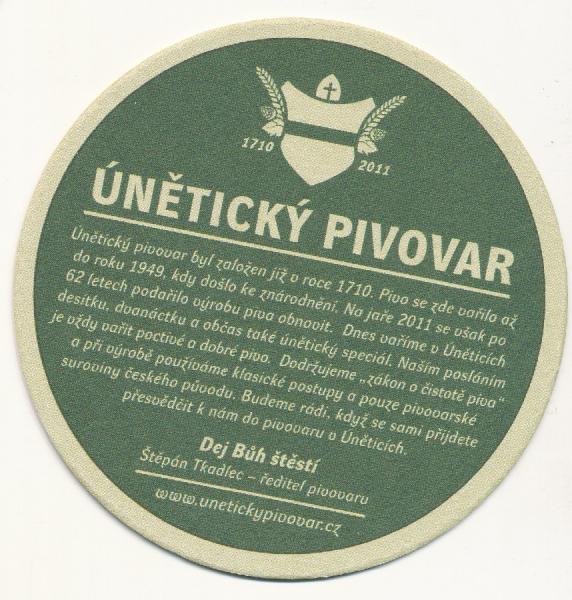 1710 2011
ÚNĚTICKÝ PIVOVAR
Únětický pivovar byl založen již v roce 1710. Pivo se zde vařilo až
do roku 1949, kdy došlo ke znárodnění. Na jaře 2011 se však po
62 letech podařilo výrobu piva obnovit. Dnes vaříme v Úněticích
desítku, dvanáctku a občas také únětický speciál. Naším posláním
je vždy vařit poctivé a dobré pivo. Dodržujeme „zákon o čistotě piva“
a při výrobě používáme klasické postupy a pouze pivovarské
suroviny českého původu. Budeme rádi, když se sami přijdete
přesvědčit k nám do pivovaru v Úněticích.
Dej Bůh štěstí
Štěpán Tkadlec – ředitel pivovaru
www.unetickypivovar.cz